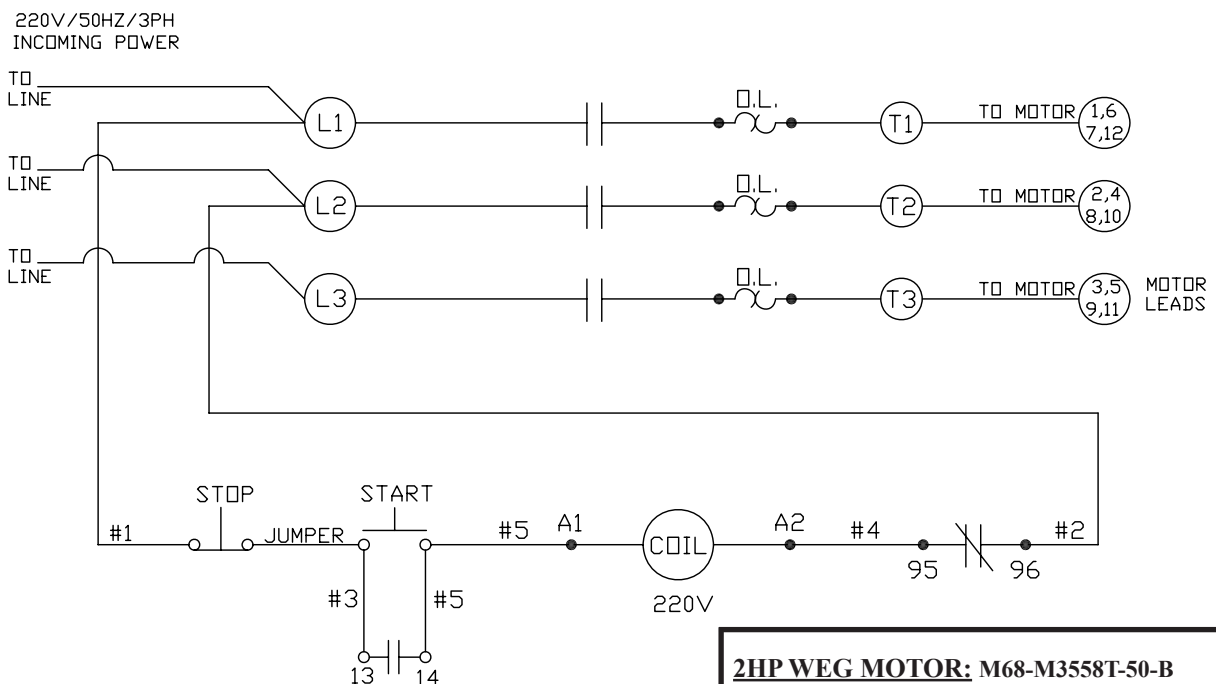 220V/50HZ/3PH
INCOMING POWER
TO
LINE
L1
O.L.
T1
TO MOTOR
1,6
7,12
TO
LINE
L2
O.L.
T2
TO MOTOR
2,4
8,10
TO
LINE
L3
O.L.
T3
TO MOTOR
3,5
9,11
MOTOR
LEADS
STOP
START
#1
JUMPER
#5
A1
COIL
A2
#4
#2
95
96
220V
#3
#5
13
14
2HP WEG MOTOR: M68-M3558T-50-B